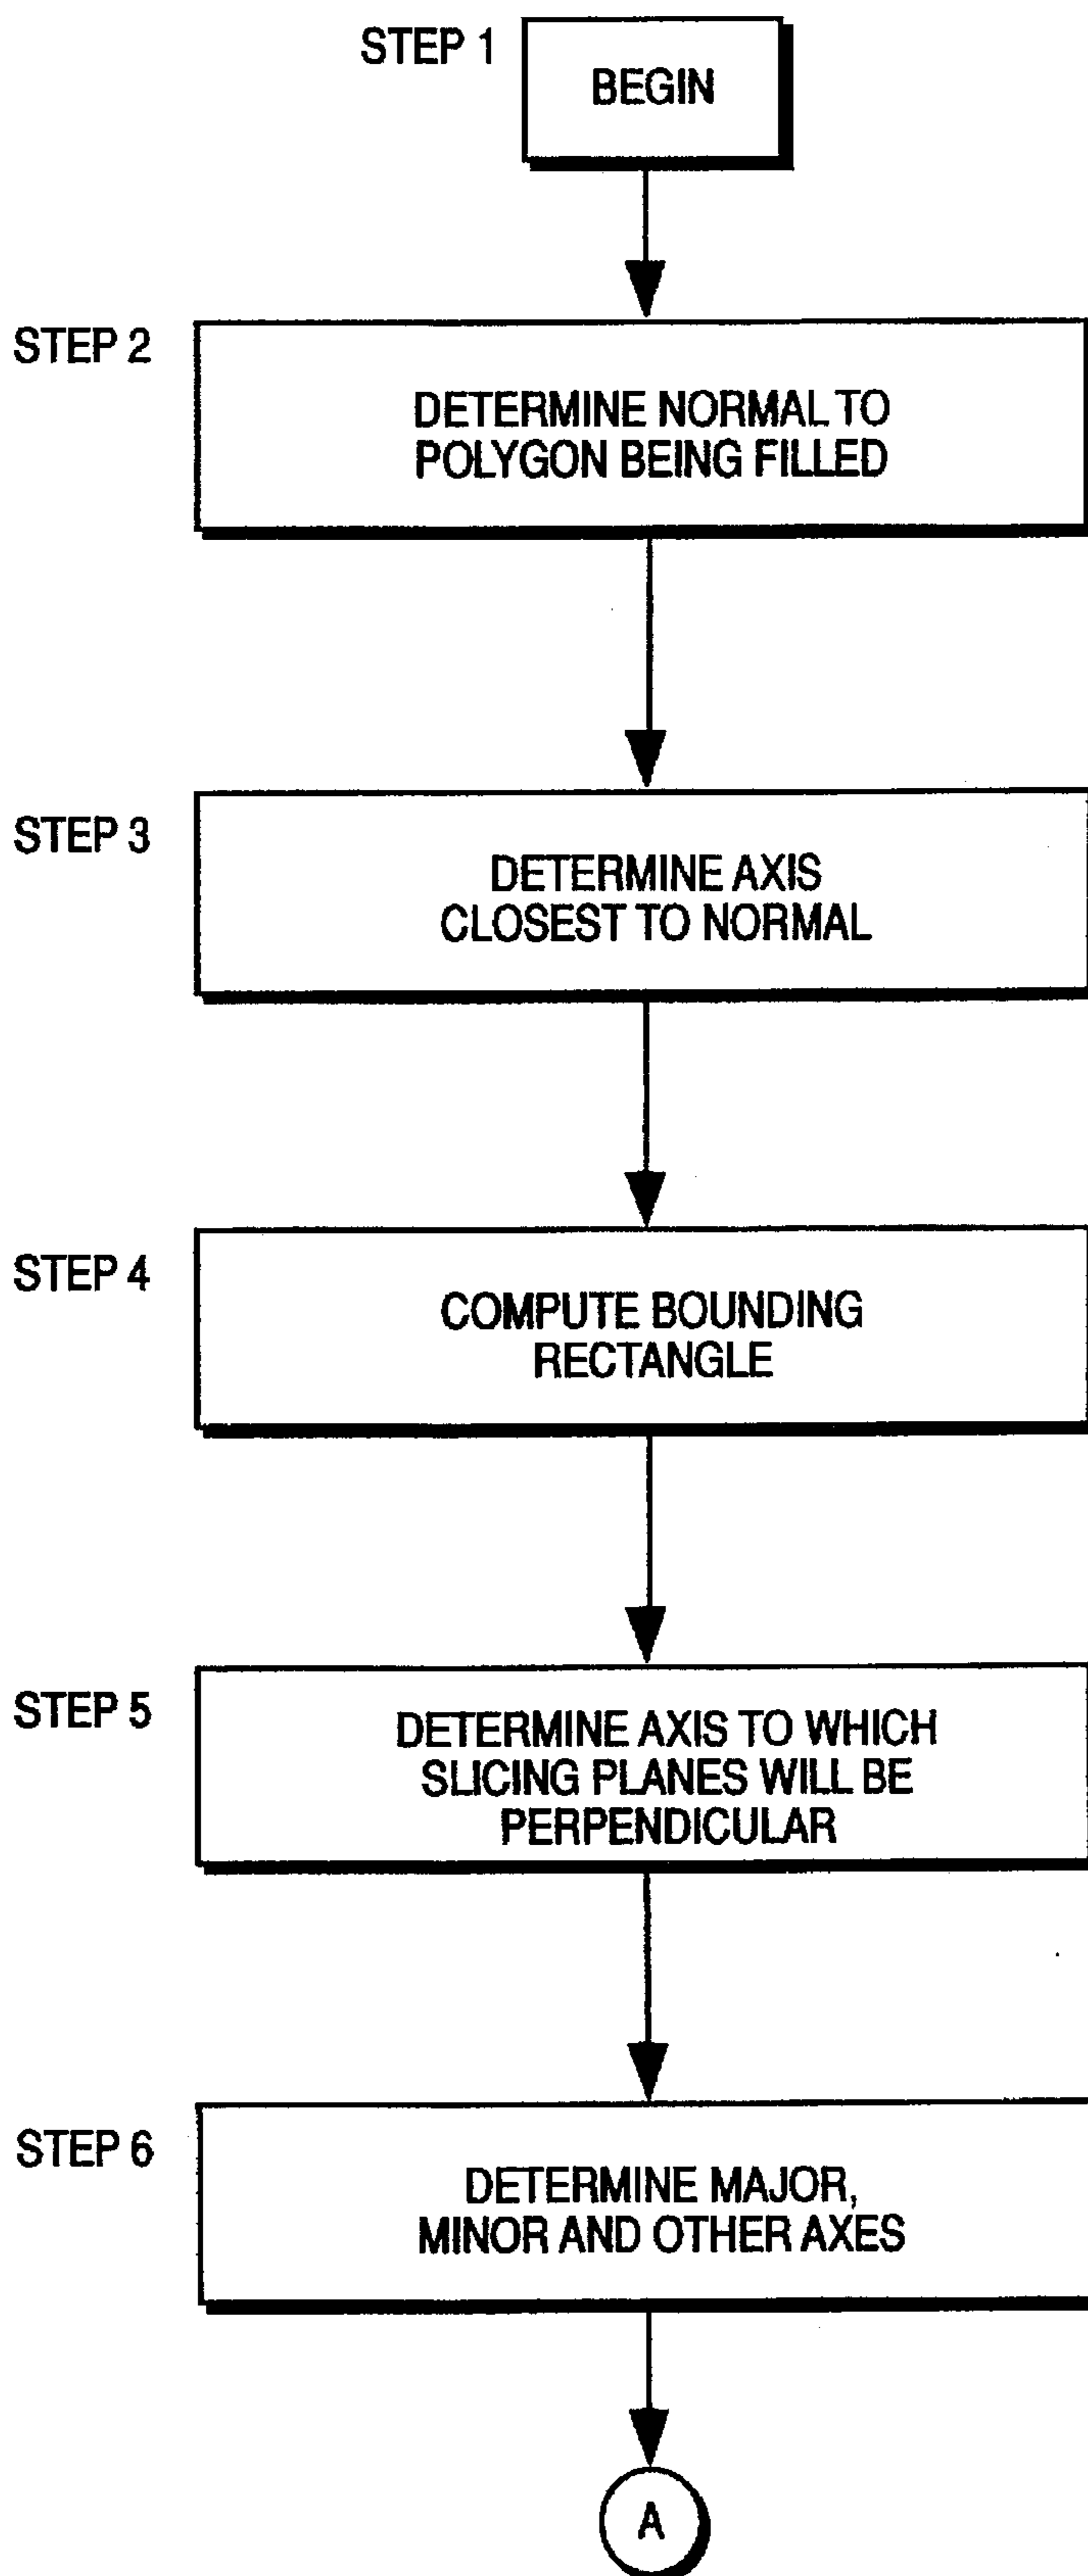 STEP 1
BEGIN
STEP 2
DETERMINE NORMAL TO
POLYGON BEING FILLED
STEP 3
DETERMINE AXIS
CLOSEST TO NORMAL
STEP 4
COMPUTE BOUNDING
RECTANGLE
STEP 5
DETERMINE AXIS TO WHICH
SLICING PLANES WILL BE
PERPENDICULAR
STEP 6
DETERMINE MAJOR,
MINOR AND OTHER AXES
A